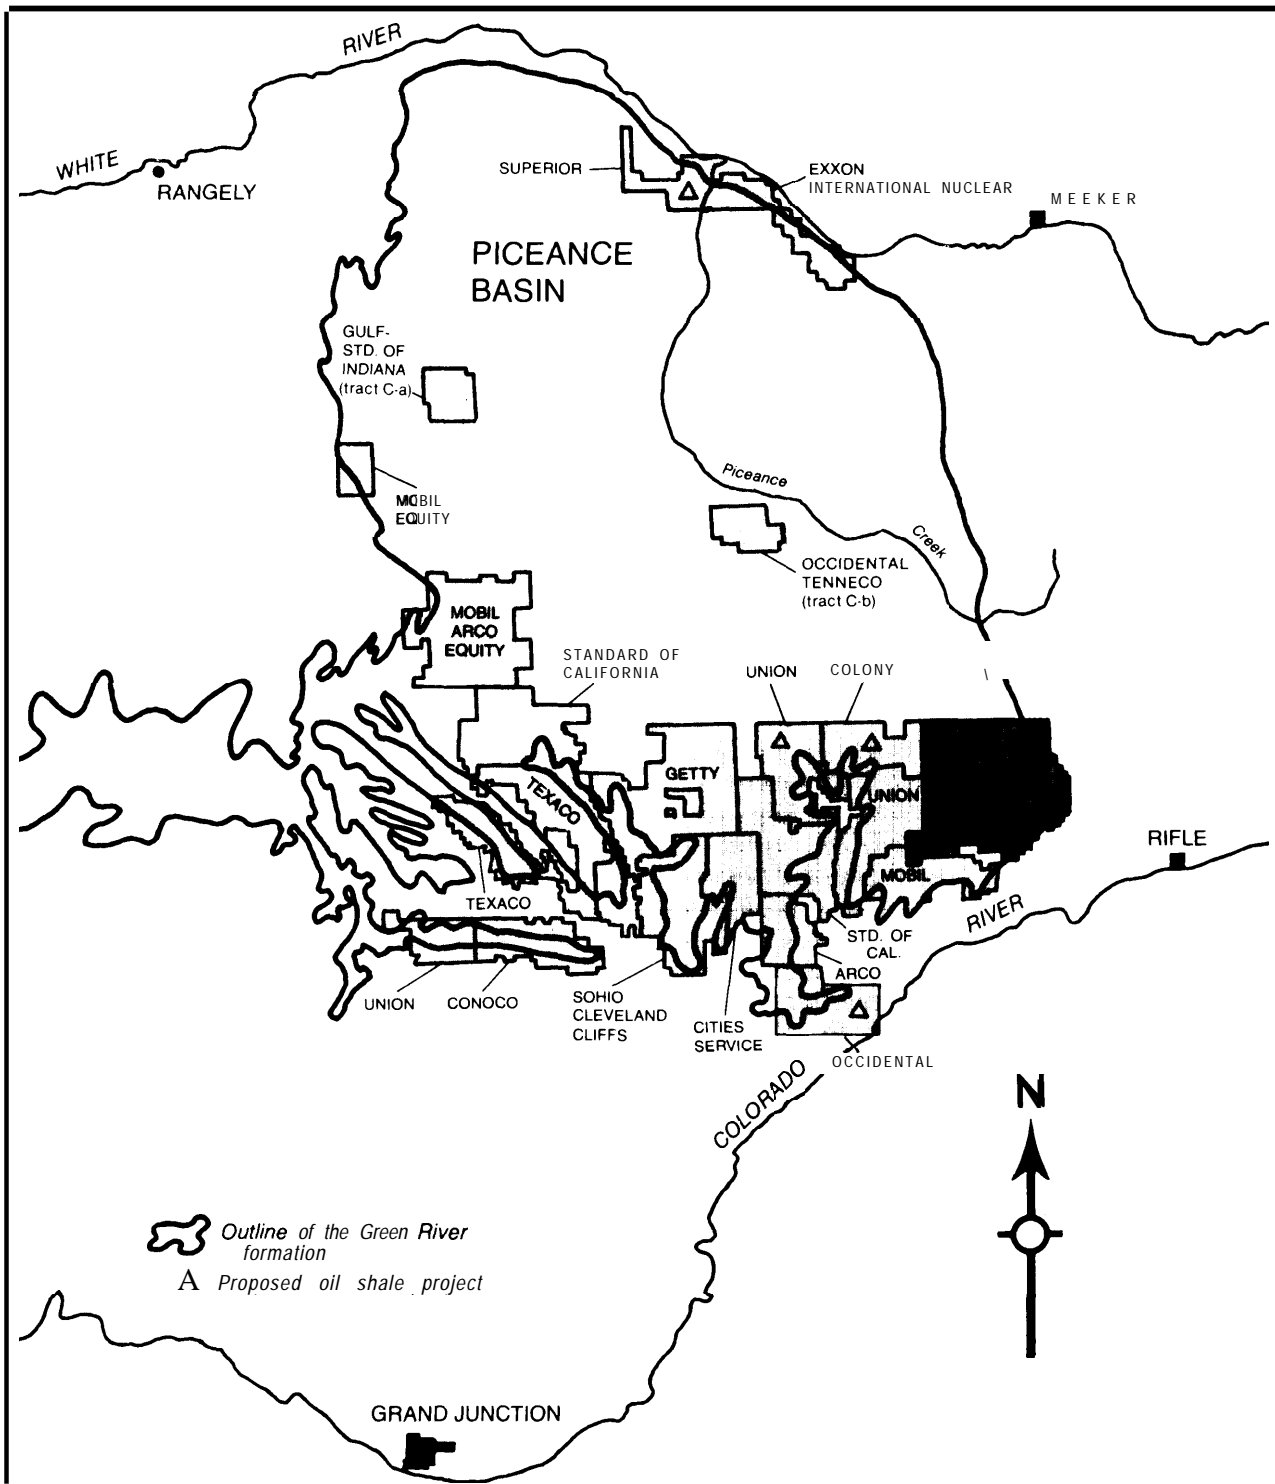 RIVER
WHITE
RANGELY
SUPERIOR
EXXON
INTERNATIONAL NUCLEAR
MEEKER
PICEANCE
BASIN
GULF-
STD. OF
INDIANA
(tract C-a)
MOBIL
EQUITY
Piceance
Creek
OCCIDENTAL
TENNECO
(tract C-b)
MOBIL
ARCO
EQUITY
STANDARD OF
CALIFORNIA
UNION
COLONY
GETTY
TEXACO
UNION
RIFLE
MOBIL
TEXACO
RIVER
STD. OF
CAL.
ARCO
UNION
CONOCO
SOHIO
CLEVELAND
CLIFFS
CITIES
SERVICE
OCCIDENTAL
COLORADO
N
Outline of the Green River
formation
A Proposed oil shale project
GRAND JUNCTION